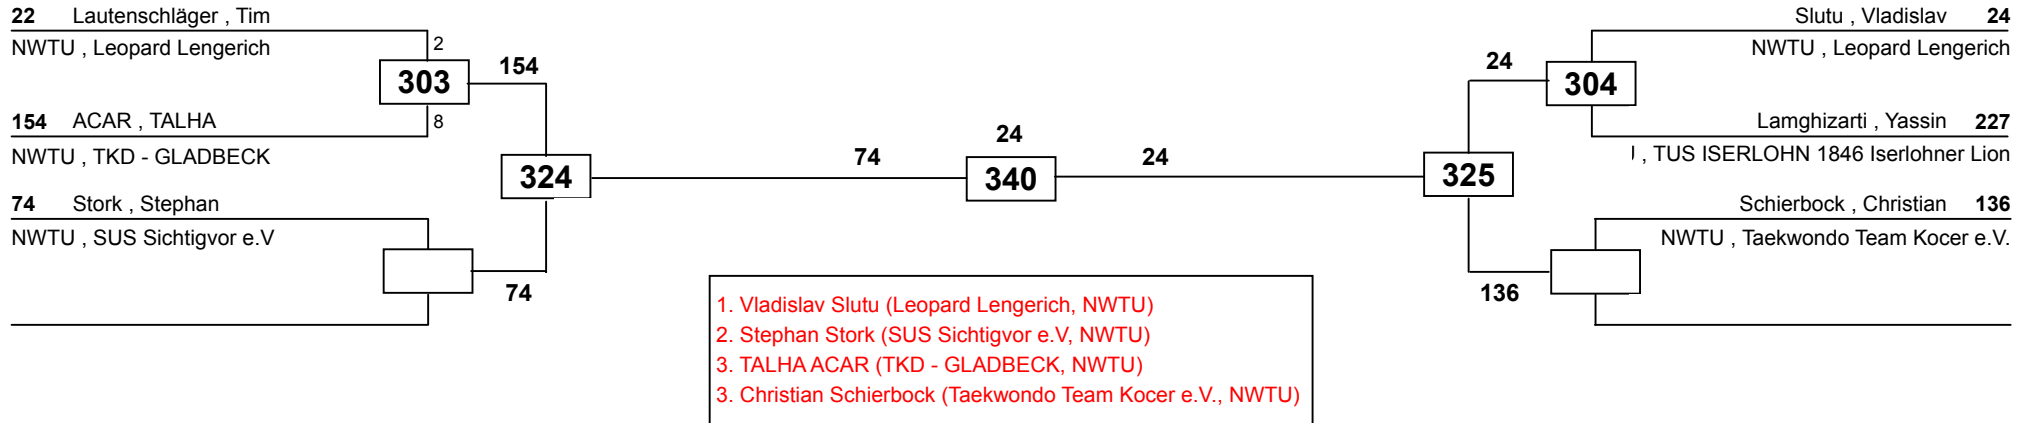 22 Lautenschläger , Tim
NWTU , Leopard Lengerich
2
303
154
8
154 ACAR , TALHA
NWTU , TKD - GLADBECK
324
74 Stork , Stephan
NWTU , SUS Sichtigvor e.V
74
74
24
340
24
Slutu , Vladislav 24
NWTU , Leopard Lengerich
24
304
Lamghizarti , Yassin 227
, TUS ISERLOHN 1846 Iserlohner Lion
325
Schierbock , Christian 136
NWTU , Taekwondo Team Kocer e.V.
136
1. Vladislav Slutu (Leopard Lengerich, NWTU)
2. Stephan Stork (SUS Sichtigvor e.V, NWTU)
3. TALHA ACAR (TKD - GLADBECK, NWTU)
3. Christian Schierbock (Taekwondo Team Kocer e.V., NWTU)